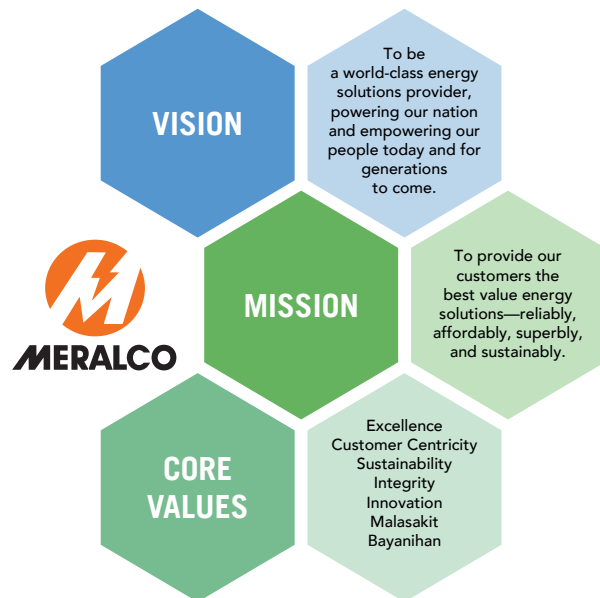 VISION
To be
a world-class energy
solutions provider,
powering our nation
and empowering our
people today and for
generations
to come.
MERALCO
MISSION
To provide our
customers the
best value energy
solutions—reliably,
affordably, superbly,
and sustainably.
CORE
VALUES
Excellence
Customer Centricity
Sustainability
Integrity
Innovation
Malasakit
Bayanihan